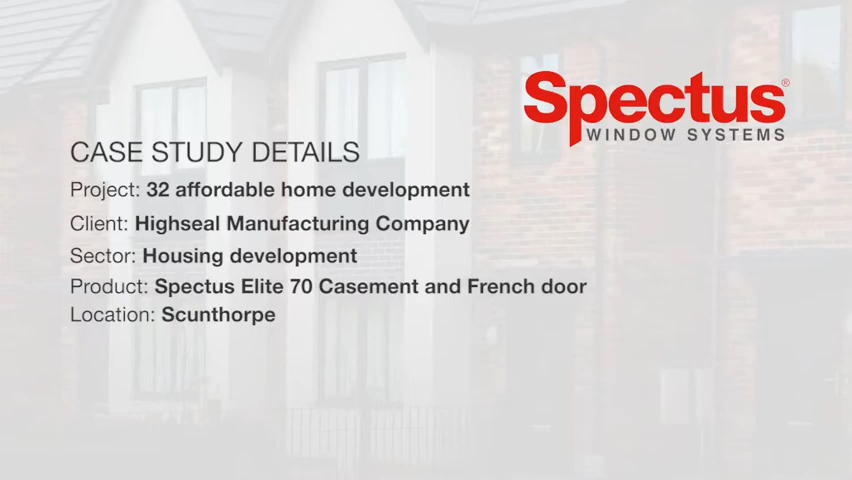 Spectus®
WINDOW SYSTEMS
CASE STUDY DETAILS
Project: 32 affordable home development
Client: Highseal Manufacturing Company
Sector: Housing development
Product: Spectus Elite 70 Casement and French door
Location: Scunthorpe